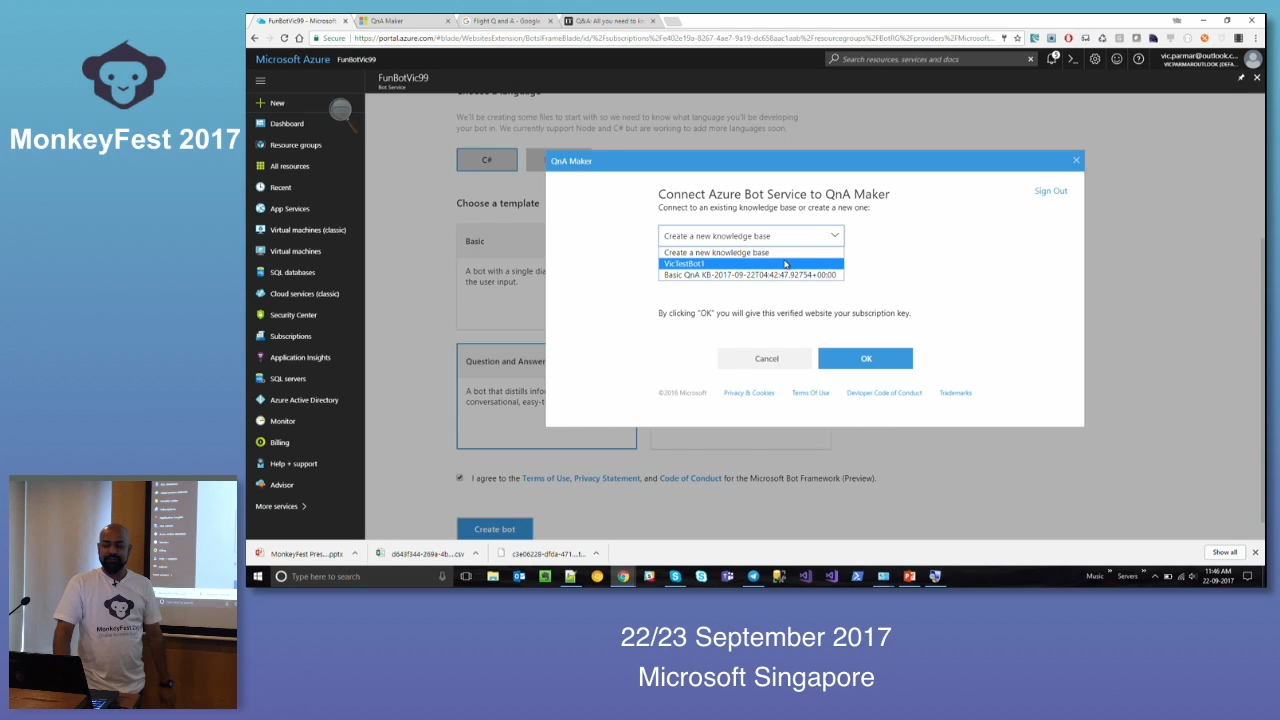 MonkeyFest 2017
FunBotVic99 - Microsoft
QnA Maker
Flight Q and A - Google
Q&A: All you need to kn
Secure
https://portal.azure.com/#blade/WebsitesExtension/BotsIFrameBlade/id/%2Fsubscriptions%2Fe402e19a-8267-4ae7-9a19-dc658aac1aab%2Fresourcegroups%2FBotRG%2Fproviders%2FMicrosoft...
Microsoft Azure FunBotVic99
Search resources, services and docs
vic.parmar@outlook.c...
VICPARMAROUTLOOK (DEFA...
FunBotVic99
Bot Service
New
Dashboard
Resource groups
All resources
Recent
App Services
Virtual machines (classic)
Virtual machines
SQL databases
Cloud services (classic)
Security Center
Subscriptions
Application Insights
SQL servers
Azure Active Directory
Monitor
Billing
Help + support
Advisor
More services
Choose a language
We'll be creating some files to start with so we need to know what language you'll be developing
your bot in. We currently support Node and C# but are working to add more languages soon.
C#
Choose a template
Basic
A bot with a single dia
the user input.
Question and Answer
A bot that distills info
conversational, easy-t
QnA Maker
Sign Out
Connect Azure Bot Service to QnA Maker
Connect to an existing knowledge base or create a new one:
Create a new knowledge base
Create a new knowledge base
VicTestBot1
Basic QnA KB-2017-09-22T04:42:47.92754+00:00
By clicking "OK" you will give this verified website your subscription key.
Cancel
OK
©2016 Microsoft Privacy & Cookies Terms Of Use Devloper Code of Conduct Trademarks
I agree to the Terms of Use, Privacy Statement, and Code of Conduct for the Microsoft Bot Framework (Preview).
Create bot
MonkeyFest Pres....pptx
d643f344-269a-4b....csv
c3e06228-dfda-471...t...
Show all
Type here to search
Music
Servers
11:46 AM
22-09-2017
MonkeyFest
22/23 September 2017
Microsoft Singapore